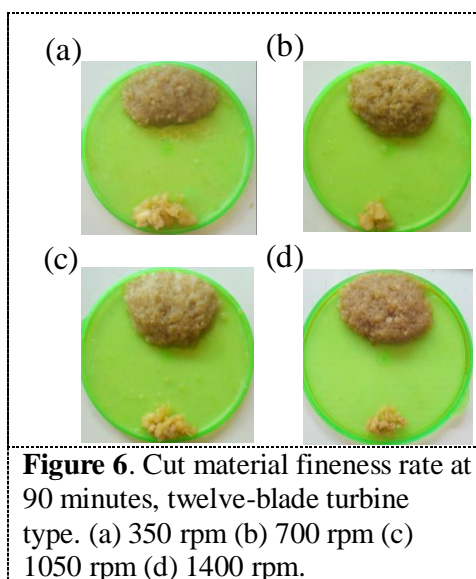 (a) (b)
(c) (d)
Figure 6. Cut material fineness rate at
90 minutes, twelve-blade turbine
type. (a) 350 rpm (b) 700 rpm (c)
1050 rpm (d) 1400 rpm.